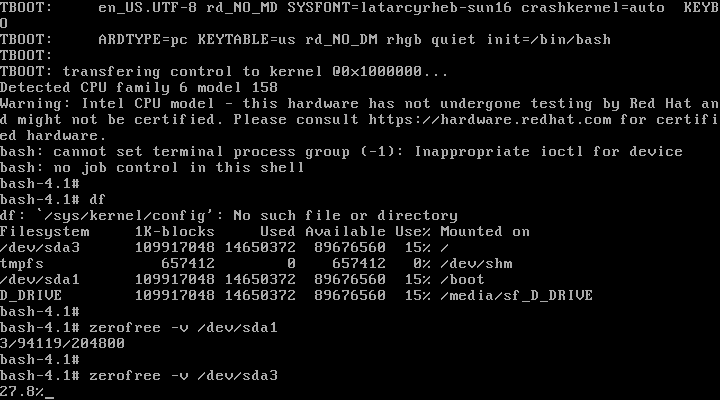 TBOOT:     en_US.UTF-8 rd_NO_MD SYSFONT=latarcyrheb-sun16 crashkernel=auto  KEYB
O
TBOOT:     ARDTYPE=pc KEYTABLE=us rd_NO_DM rhgb quiet init=/bin/bash
TBOOT:
TBOOT: transfering control to kernel @0x1000000...
Detected CPU family 6 model 158
Warning: Intel CPU model - this hardware has not undergone testing by Red Hat an
d might not be certified. Please consult https://hardware.redhat.com for certifi
ed hardware.
bash: cannot set terminal process group (-1): Inappropriate ioctl for device
bash: no job control in this shell
bash-4.1#
bash-4.1# df
df: `/sys/kernel/config': No such file or directory
Filesystem     1K-blocks     Used Available Use% Mounted on
/dev/sda3      109917048 14650372  89676560  15% /
tmpfs             657412        0    657412   0% /dev/shm
/dev/sda1      109917048 14650372  89676560  15% /boot
D_DRIVE        109917048 14650372  89676560  15% /media/sf_D_DRIVE
bash-4.1#
bash-4.1# zerofree -v /dev/sda1
3/94119/204800
bash-4.1#
bash-4.1# zerofree -v /dev/sda3
27.8%_